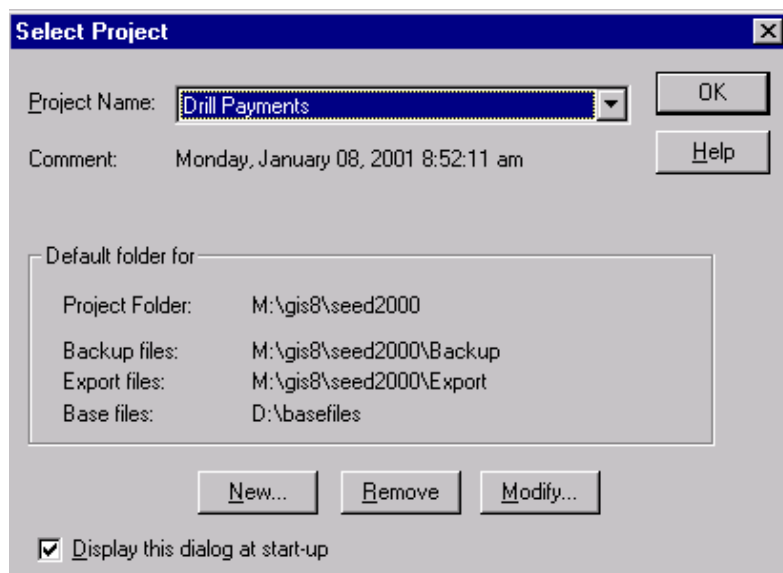 Select Project
Project Name: Drill Payments OK
Comment: Monday, January 08, 2001 8:52:11 am Help
Default folder for
Project Folder: M:\gis8\seed2000
Backup files: M:\gis8\seed2000\Backup
Export files: M:\gis8\seed2000\Export
Base files: D:\basefiles
New... Remove Modify...
Display this dialog at start-up